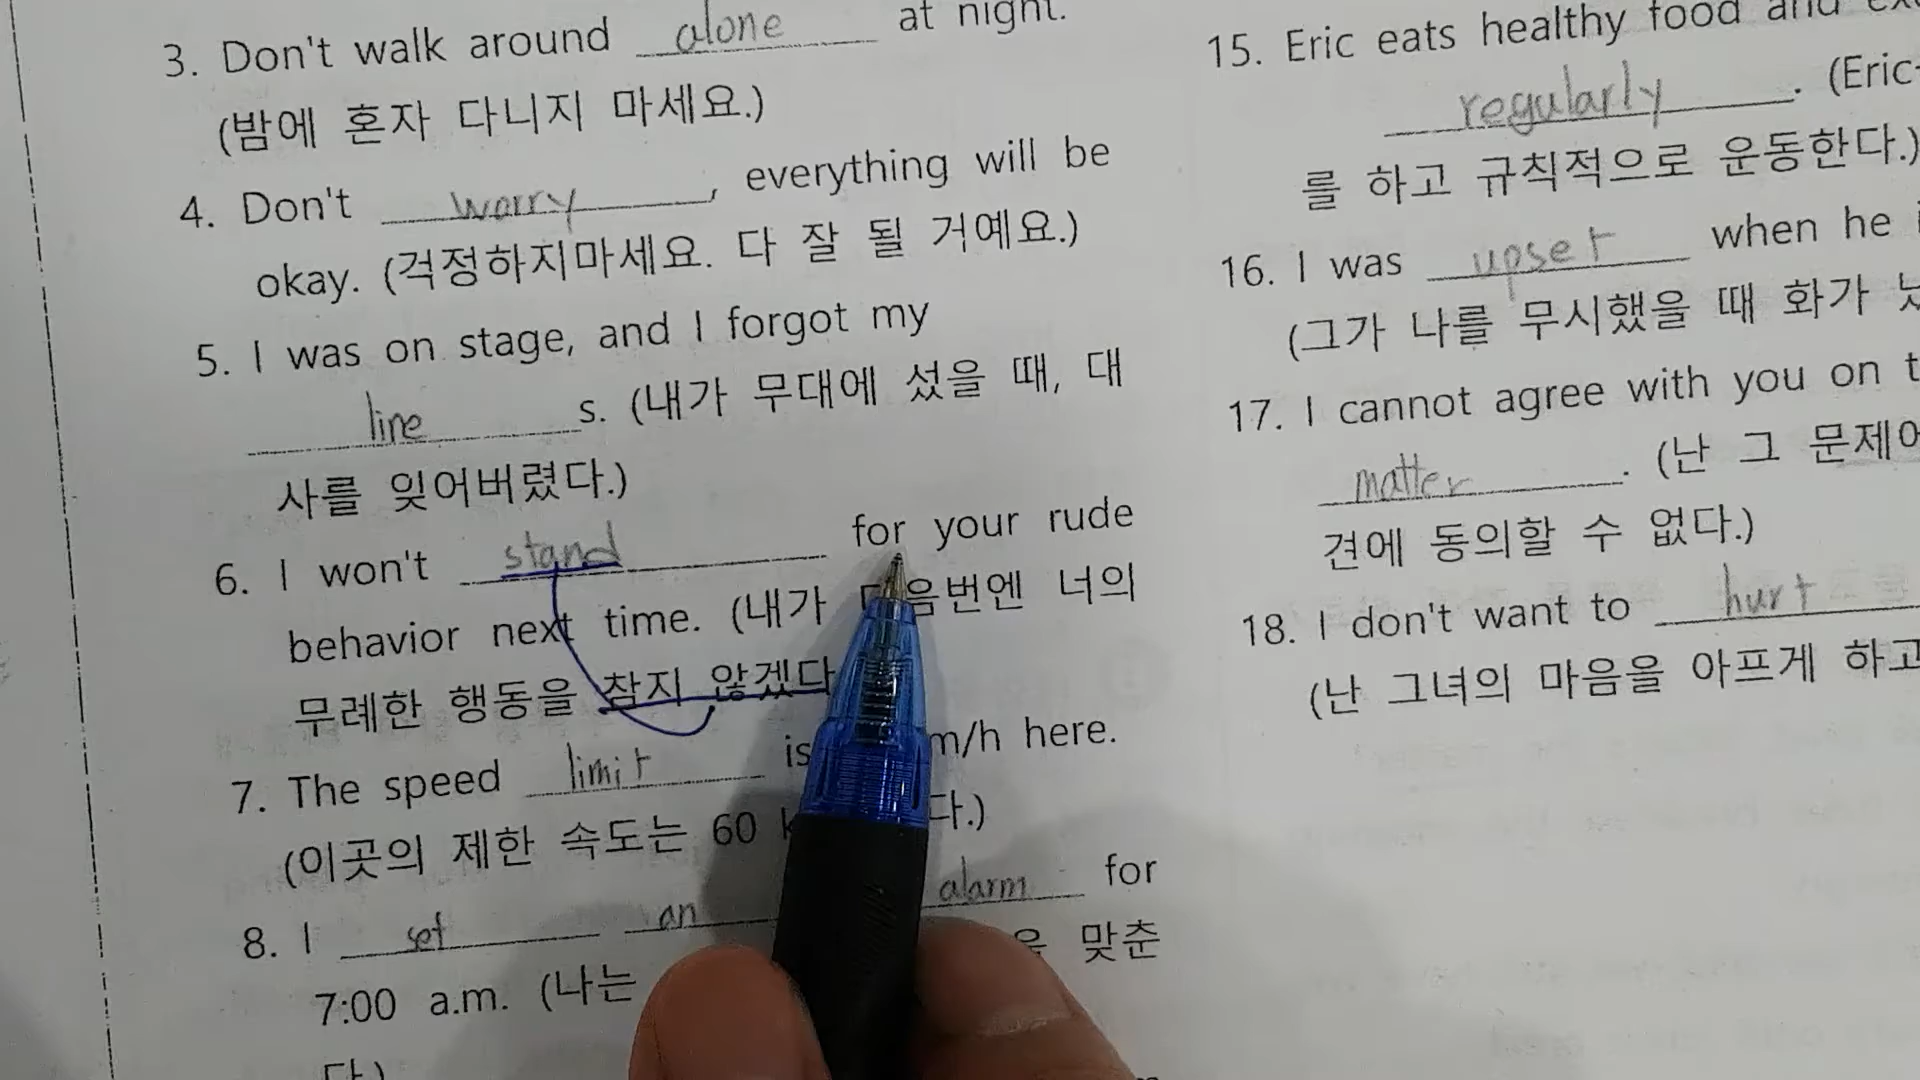 3. Don't walk around alone at night.
(밤에 혼자 다니지 마세요.)
4. Don't worry, everything will be
okay. (걱정하지마세요. 다 잘 될 거예요.)
5. I was on stage, and I forgot my
line s. (내가 무대에 섰을 때, 대
사를 잊어버렸다.)
6. I won't stand for your rude
behavior next time. (내가 음번엔 너의
무례한 행동을 참지 않겠다
7. The speed limit is m/h here.
(이곳의 제한 속도는 60 다.)
8. I set an alarm for
7:00 a.m. (나는 맞춘
다.)
15. Eric eats healthy food and
regularly. (Eric
를 하고 규칙적으로 운동한다.)
16. I was upset when he
(그가 나를 무시했을 때 화가
17. I cannot agree with you on
matter. (난 그 문제에
견에 동의할 수 없다.)
18. I don't want to hurt
(난 그녀의 마음을 아프게 하고